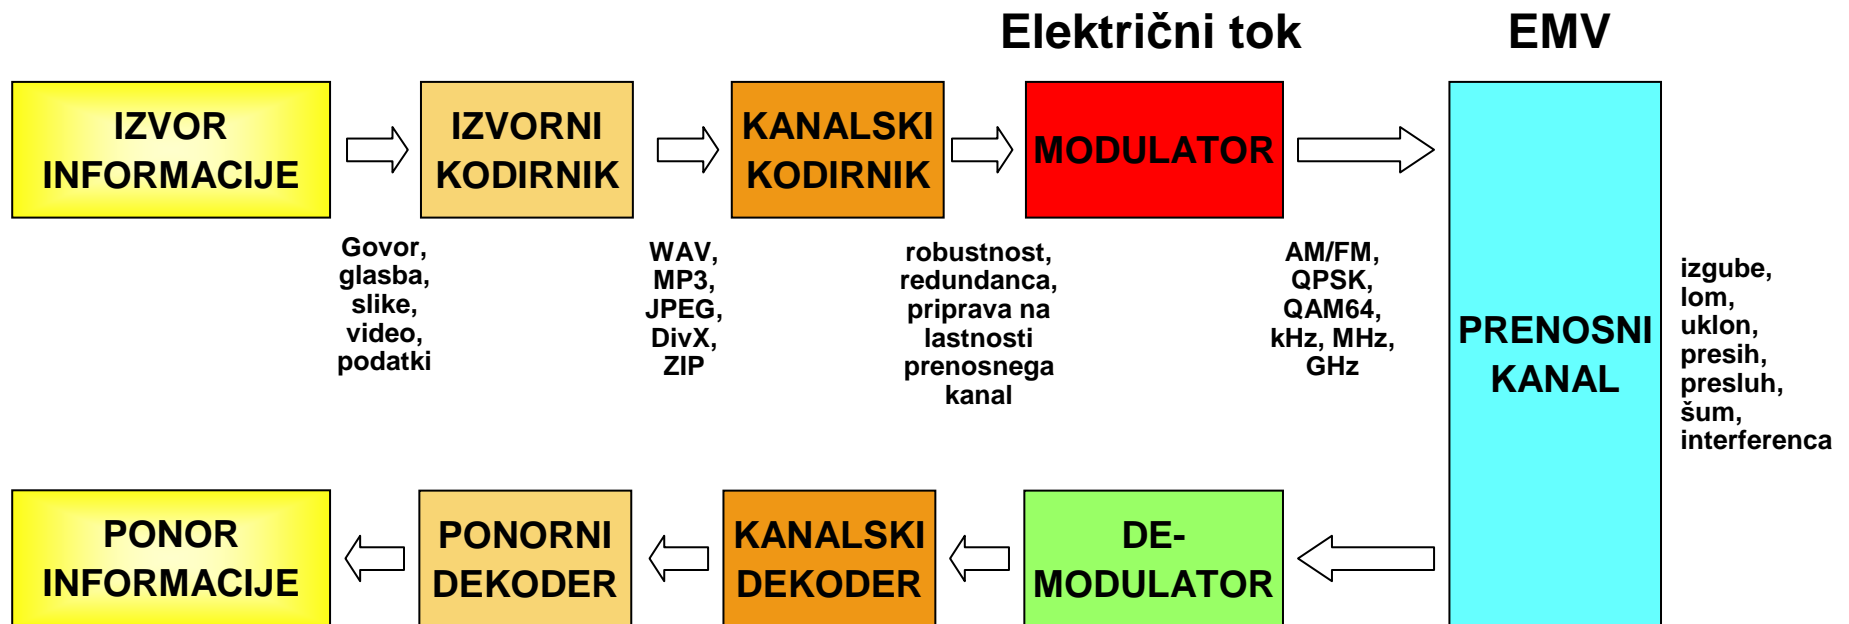 Električni tok
EMV
IZVOR
INFORMACIJE
IZVORNI
KODIRNIK
KANALSKI
KODIRNIK
MODULATOR
Govor,
glasba,
slike,
video,
podatki
WAV,
MP3,
JPEG,
DivX,
ZIP
robustnost,
redundanca,
priprava na
lastnosti
prenosnega
kanal
AM/FM,
QPSK,
QAM64,
kHz, MHz,
GHz
PRENOSNI
KANAL
izgube,
lom,
uklon,
presih,
presluh,
šum,
interferenca
PONOR
INFORMACIJE
PONORNI
DEKODER
KANALSKI
DEKODER
DE-
MODULATOR